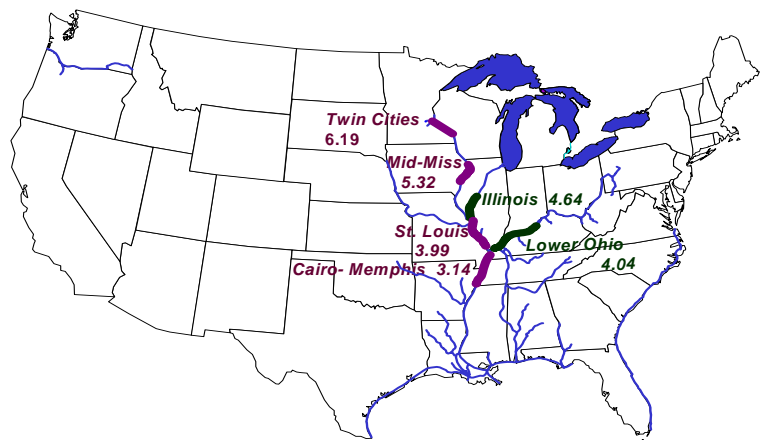 Twin Cities
6.19
Mid-Miss
5.32
Illinois 4.64
St. Louis
3.99
Lower Ohio
4.04
Cairo- Memphis 3.14